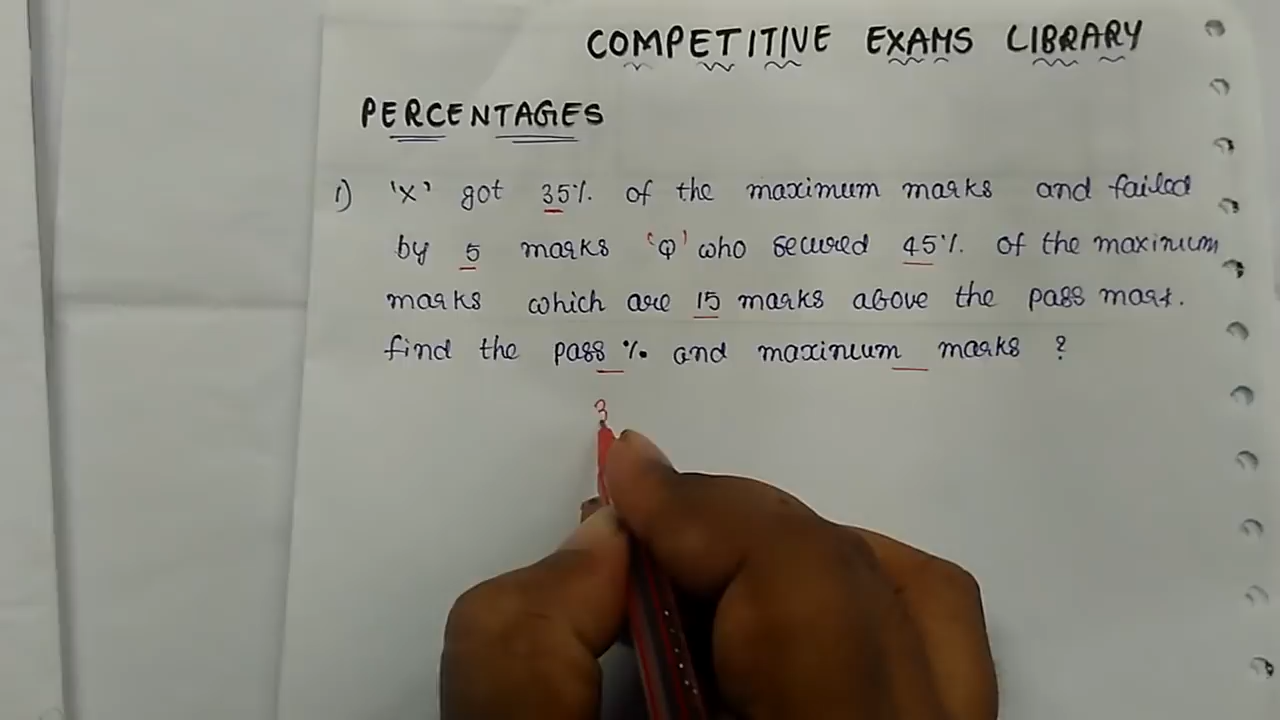 COMPETITIVE EXAMS LIBRARY
PERCENTAGES
1) 'X' got 35%. of the maximum marks and failed
by 5 marks 'Q' who secured 45%. of the maximum
marks which are 15 marks above the pass mark.
find the pass %. and maximum marks ?
3